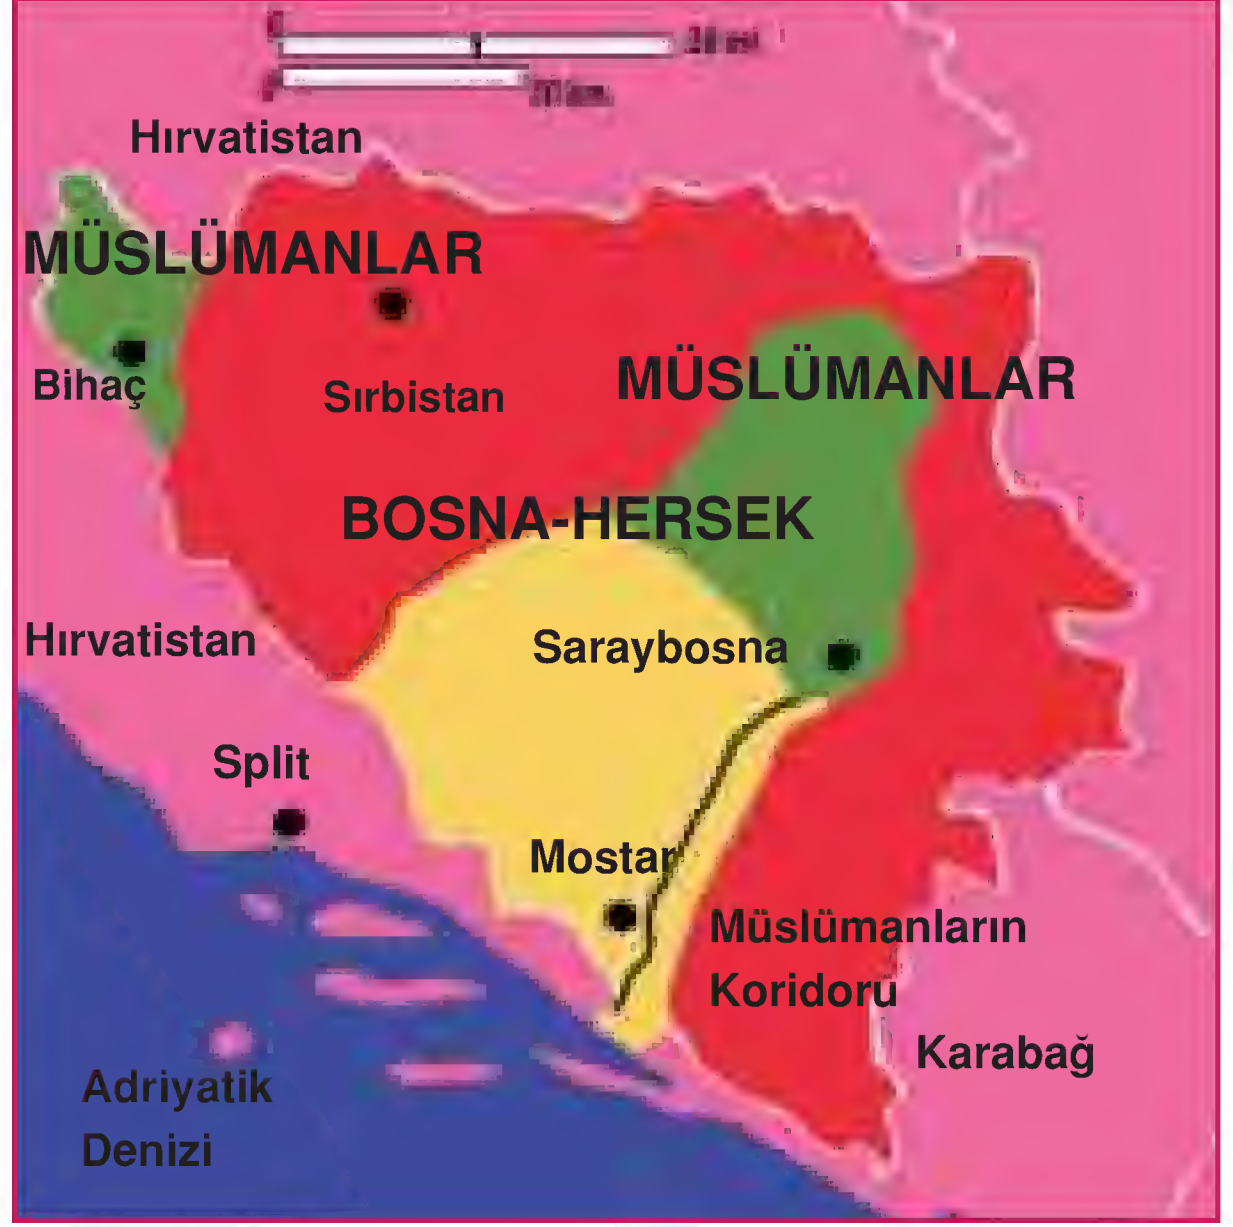 Hırvatistan
MÜSLÜMANLAR
Bihaç
Sırbistan
MÜSLÜMANLAR
BOSNA-HERSEK
Hırvatistan
Saraybosna
Split
Mostar
Müslümanların
Koridoru
Karabağ
Adriyatik
Denizi